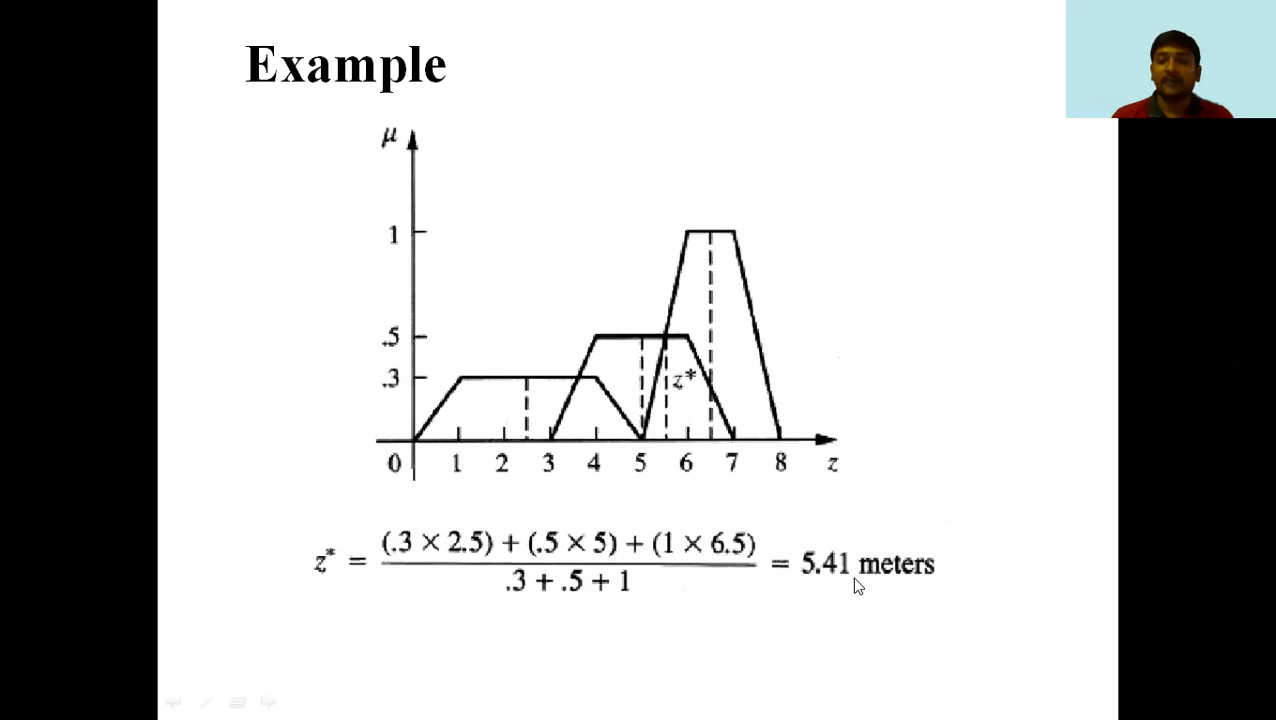 Example
μ
1
.5
.3
z*
0 1 2 3 4 5 6 7 8 z
z* = (.3 × 2.5) + (.5 × 5) + (1 × 6.5) / .3 + .5 + 1 = 5.41 meters